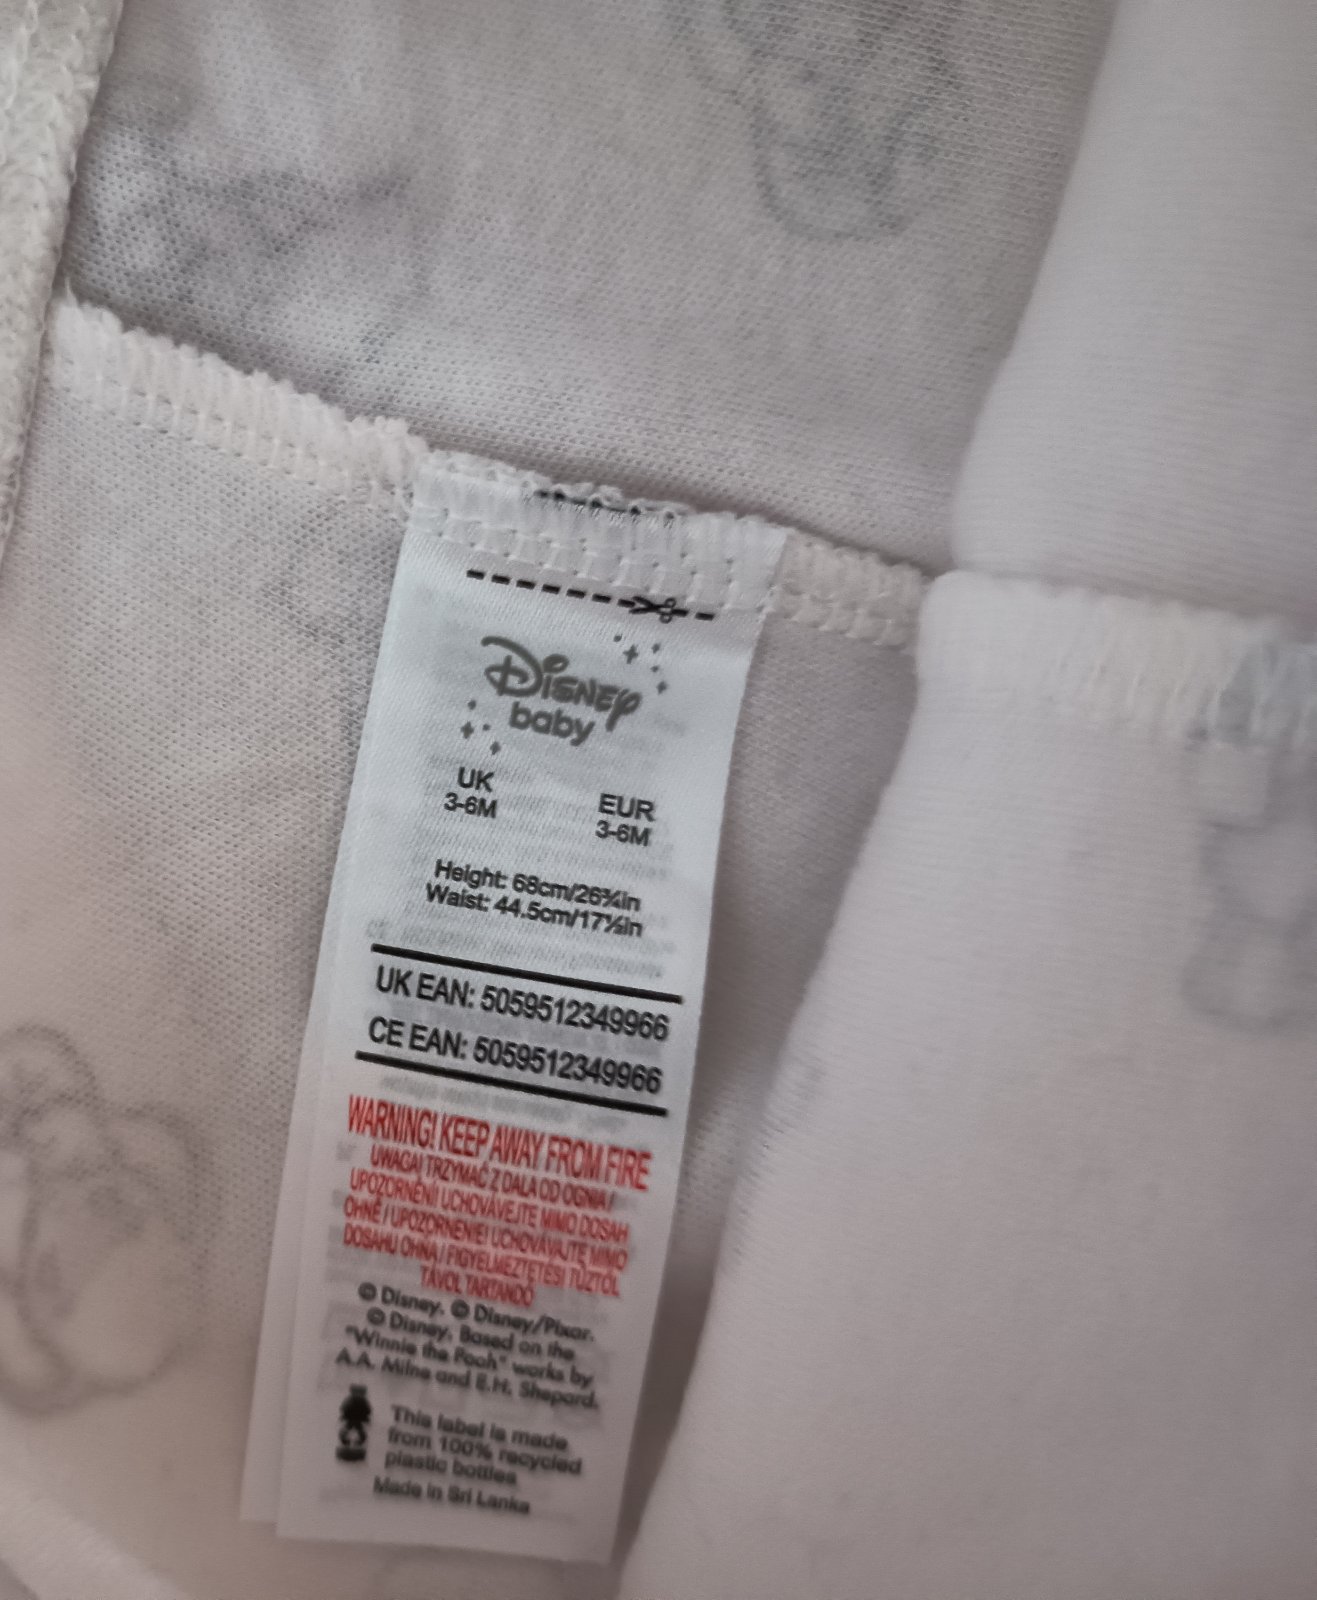 Disney
baby
UK
3-6M
EUR
3-6M
Height: 68cm/26¾in
Waist: 44.5cm/17½in
UK EAN: 5059512349966
CE EAN: 5059512349966
WARNING! KEEP AWAY FROM FIRE
UWAGA! TRZYMAĆ Z DALA OD OGNIA /
UPOZORNĚNÍ! UCHOVÁVEJTE MIMO DOSAH
OHNĚ / UPOZORNENIE! UCHOVÁVAJTE MIMO
DOSAHU OHŇA / FIGYELMEZTETÉS! TŰZTŐL
TÁVOL TARTANDÓ
© Disney. © Disney/Pixar.
© Disney. Based on the
"Winnie the Pooh" works by
A.A. Milne and E.H. Shepard.
This label is made
from 100% recycled
plastic bottles
Made in Sri Lanka